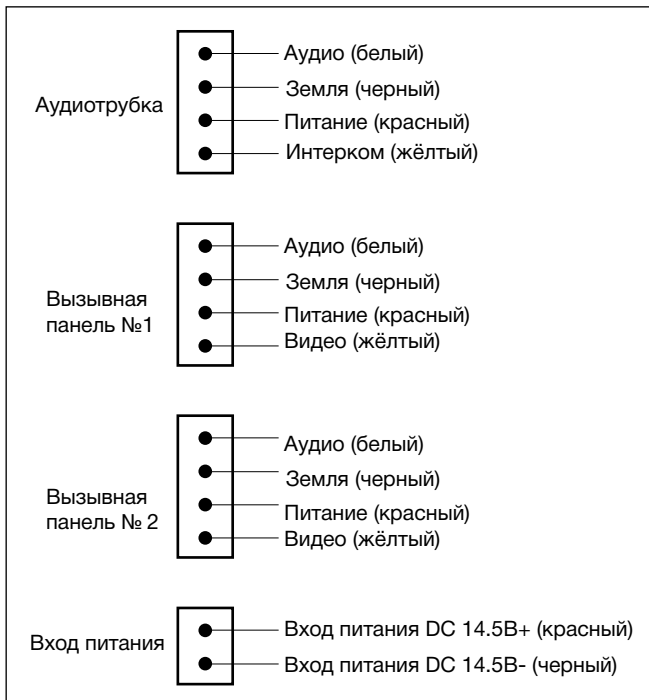 Аудиотрубка
Аудио (белый)
Земля (черный)
Питание (красный)
Интерком (жёлтый)
Вызывная
панель №1
Аудио (белый)
Земля (черный)
Питание (красный)
Видео (жёлтый)
Вызывная
панель № 2
Аудио (белый)
Земля (черный)
Питание (красный)
Видео (жёлтый)
Вход питания
Вход питания DC 14.5В+ (красный)
Вход питания DC 14.5В- (черный)